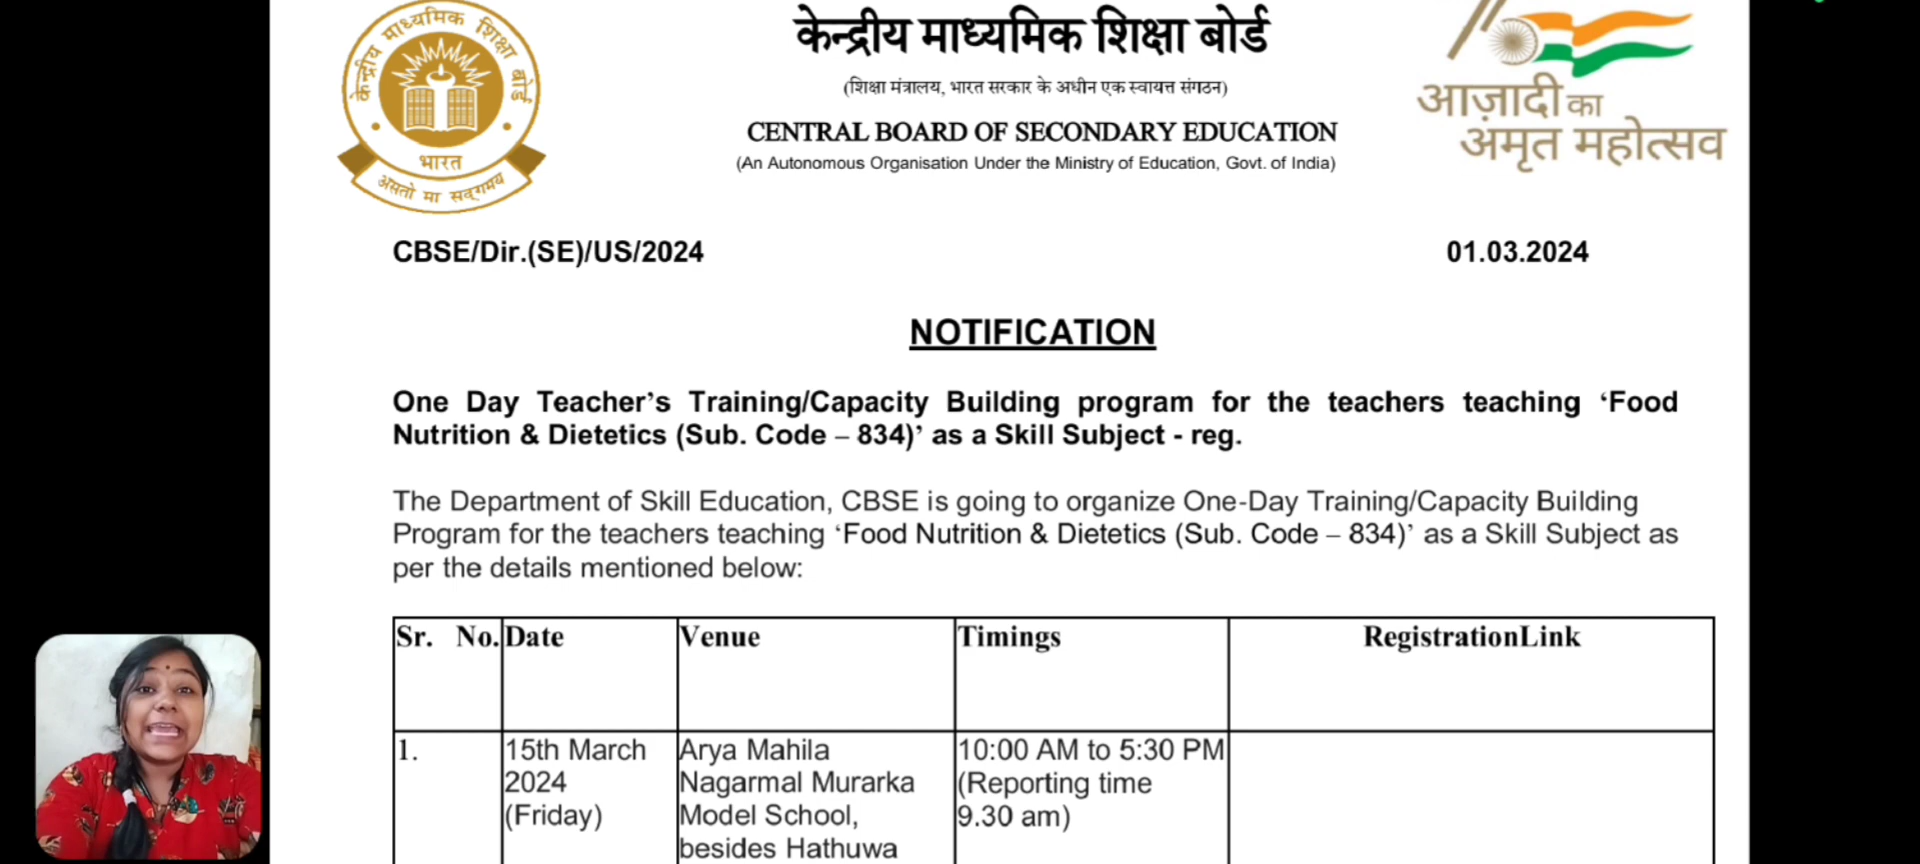 केन्द्रीय माध्यमिक शिक्षा बोर्ड
भारत
असतो मा सद्गमय
केन्द्रीय माध्यमिक शिक्षा बोर्ड
(शिक्षा मंत्रालय, भारत सरकार के अधीन एक स्वायत्त संगठन)
CENTRAL BOARD OF SECONDARY EDUCATION
(An Autonomous Organisation Under the Ministry of Education, Govt. of India)
आज़ादी का
अमृत महोत्सव
CBSE/Dir.(SE)/US/2024 01.03.2024
NOTIFICATION
One Day Teacher’s Training/Capacity Building program for the teachers teaching ‘Food
Nutrition & Dietetics (Sub. Code – 834)’ as a Skill Subject - reg.
The Department of Skill Education, CBSE is going to organize One-Day Training/Capacity Building
Program for the teachers teaching ‘Food Nutrition & Dietetics (Sub. Code – 834)’ as a Skill Subject as
per the details mentioned below:
Sr. No. Date Venue Timings RegistrationLink
1. 15th March Arya Mahila 10:00 AM to 5:30 PM
2024 Nagarmal Murarka (Reporting time
(Friday) Model School, 9.30 am)
besides Hathuwa